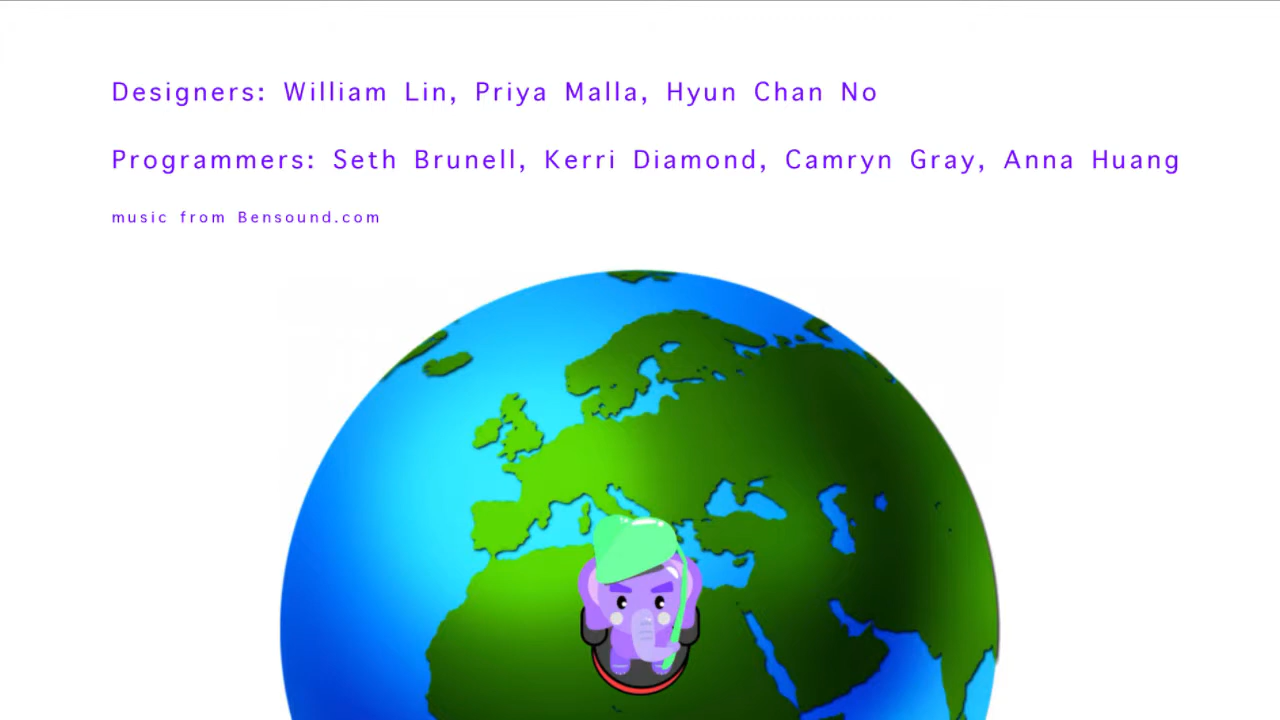 Designers: William Lin, Priya Malla, Hyun Chan No
Programmers: Seth Brunell, Kerri Diamond, Camryn Gray, Anna Huang
music from Bensound.com